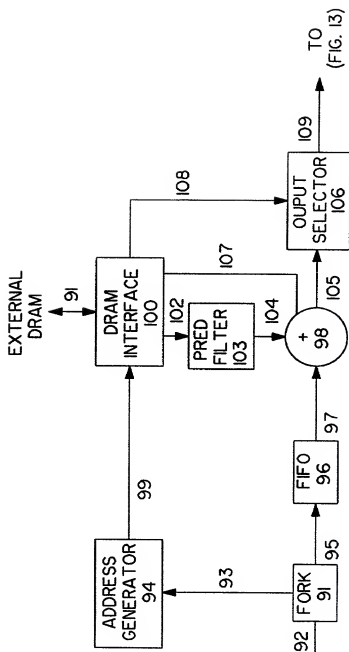 EXTERNAL
DRAM
91
ADDRESS
GENERATOR
94
99
DRAM
INTERFACE
100
108
102
107
93
PRED
FILTER
103
104
92
FORK
91
95
FIFO
96
97
+
98
105
OUPUT
SELECTOR
106
109
TO
(FIG. 13)